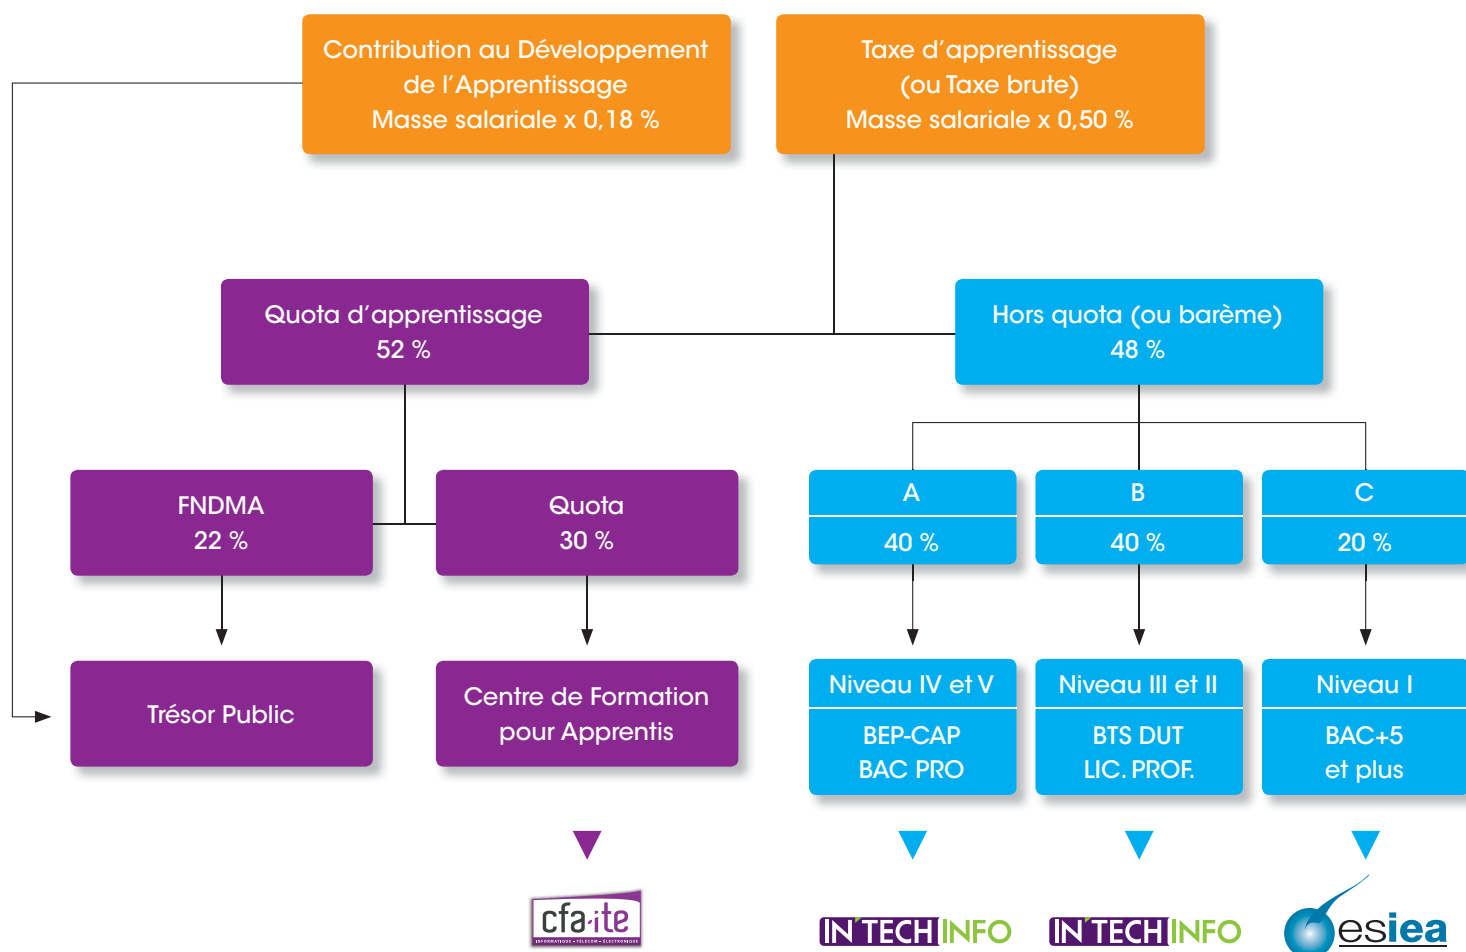 Contribution au Développement
de l'Apprentissage
Masse salariale x 0,18 %
Taxe d'apprentissage
(ou Taxe brute)
Masse salariale x 0,50 %
Quota d'apprentissage
52 %
Hors quota (ou barème)
48 %
FNDMA
22 %
Quota
30 %
A
40 %
B
40 %
C
20 %
Trésor Public
Centre de Formation
pour Apprentis
Niveau IV et V
BEP-CAP
BAC PRO
Niveau III et II
BTS DUT
LIC. PROF.
Niveau I
BAC+5
et plus
cfa-ite
INFORMATIQUE • TÉLÉCOM • ÉLECTRONIQUE
IN'TECH INFO
IN'TECH INFO
esiea